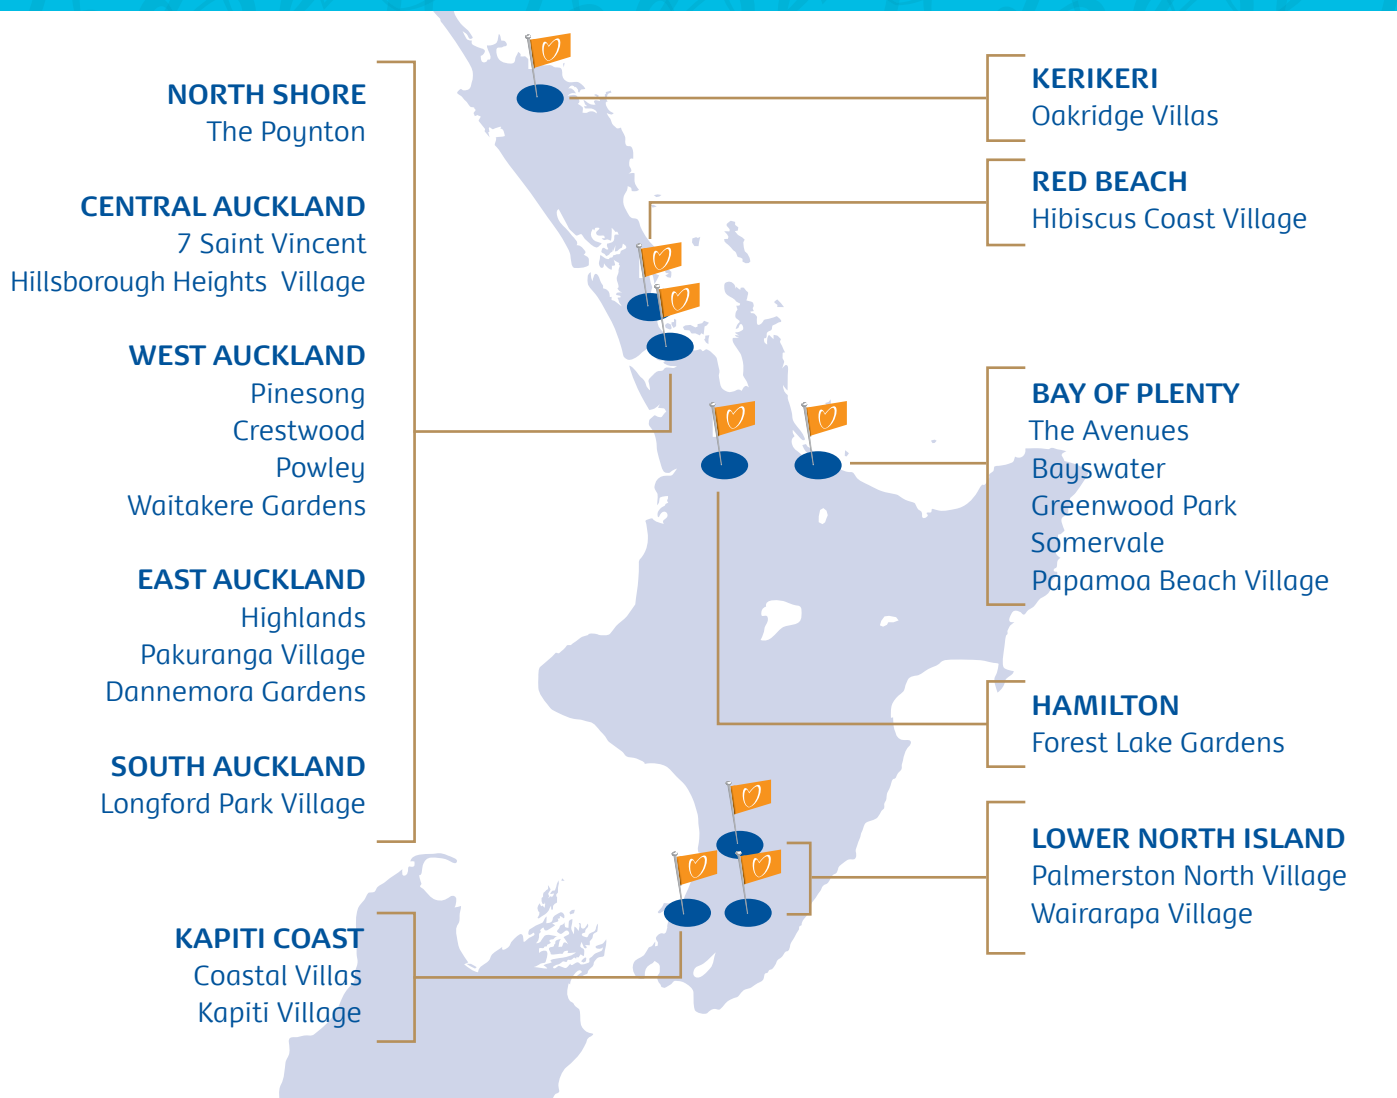 NORTH SHORE
The Poynton
CENTRAL AUCKLAND
7 Saint Vincent
Hillsborough Heights  Village
WEST AUCKLAND
Pinesong
Crestwood
Powley
Waitakere Gardens
EAST AUCKLAND
Highlands
Pakuranga Village
Dannemora Gardens
SOUTH AUCKLAND
Longford Park Village
KAPITI COAST
Coastal Villas
Kapiti Village
KERIKERI
Oakridge Villas
RED BEACH
Hibiscus Coast Village
BAY OF PLENTY
The Avenues
Bayswater
Greenwood Park
Somervale
Papamoa Beach Village
HAMILTON
Forest Lake Gardens
LOWER NORTH ISLAND
Palmerston North Village
Wairarapa Village